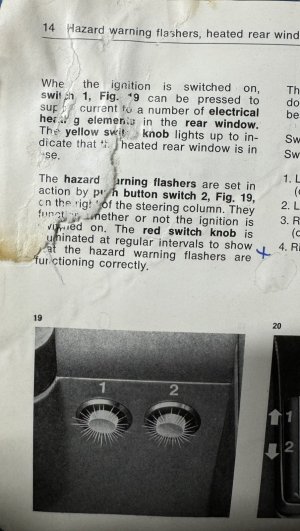 14 Hazard warning flashers, heated rear wind
When the ignition is switched on,
switch 1, Fig. 19 can be pressed to
supply current to a number of electrical
heating elements in the rear window.
The yellow switch knob lights up to in-
dicate that the heated rear window is in
use.
The hazard warning flashers are set in
action by push button switch 2, Fig. 19,
on the right of the steering column. They
function whether or not the ignition is
switched on. The red switch knob is
illuminated at regular intervals to show
that the hazard warning flashers are
functioning correctly.
Th
do
be
Sw
Sw
1. L
(
2. L
3. R
(c
4. Ri
19
1 2
20
1
2